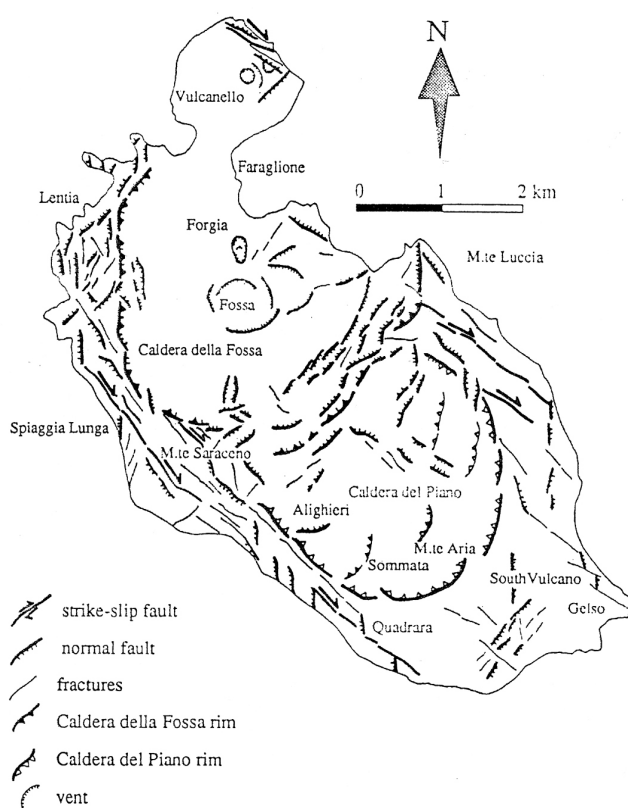 N
Vulcanello
Faraglione
0 1 2 km
Lentia
Forgia
M.te Luccia
Fossa
Caldera della Fossa
Spiaggia Lunga
M.te Saraceno
Caldera del Piano
Alighieri
M.te Aria
Sommata
South Vulcano
Gelso
Quadrara
strike-slip fault
normal fault
fractures
Caldera della Fossa rim
Caldera del Piano rim
vent